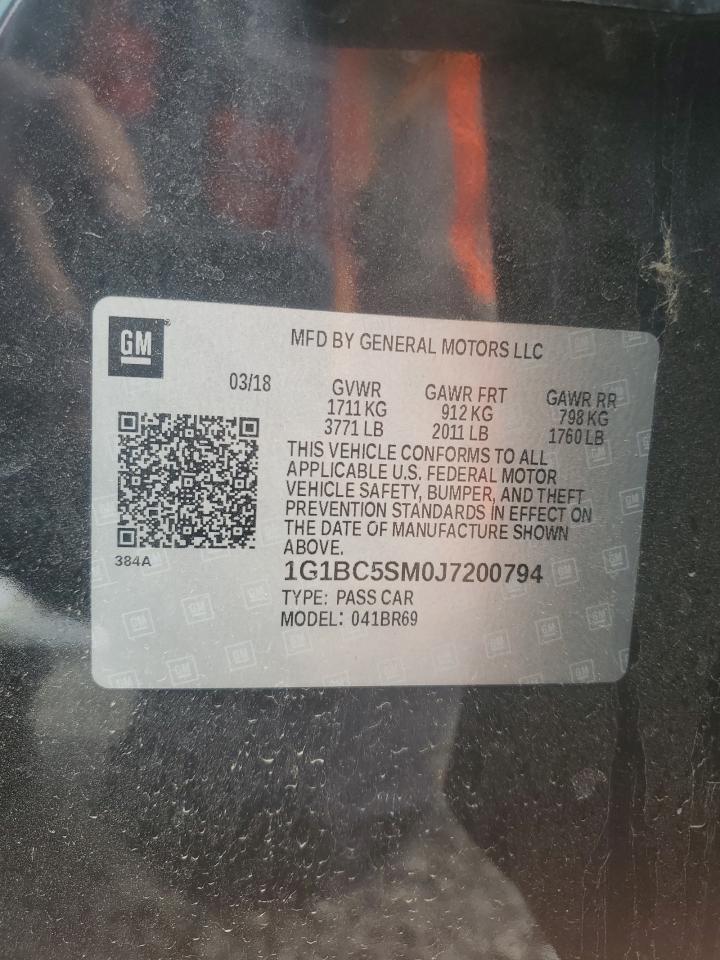 GM
MFD BY GENERAL MOTORS LLC
03/18
GVWR
1711 KG
3771 LB
GAWR FRT
912 KG
2011 LB
GAWR RR
798 KG
1760 LB
THIS VEHICLE CONFORMS TO ALL
APPLICABLE U.S. FEDERAL MOTOR
VEHICLE SAFETY, BUMPER, AND THEFT
PREVENTION STANDARDS IN EFFECT ON
THE DATE OF MANUFACTURE SHOWN
ABOVE.
384A
1G1BC5SM0J7200794
TYPE: PASS CAR
MODEL: 041BR69